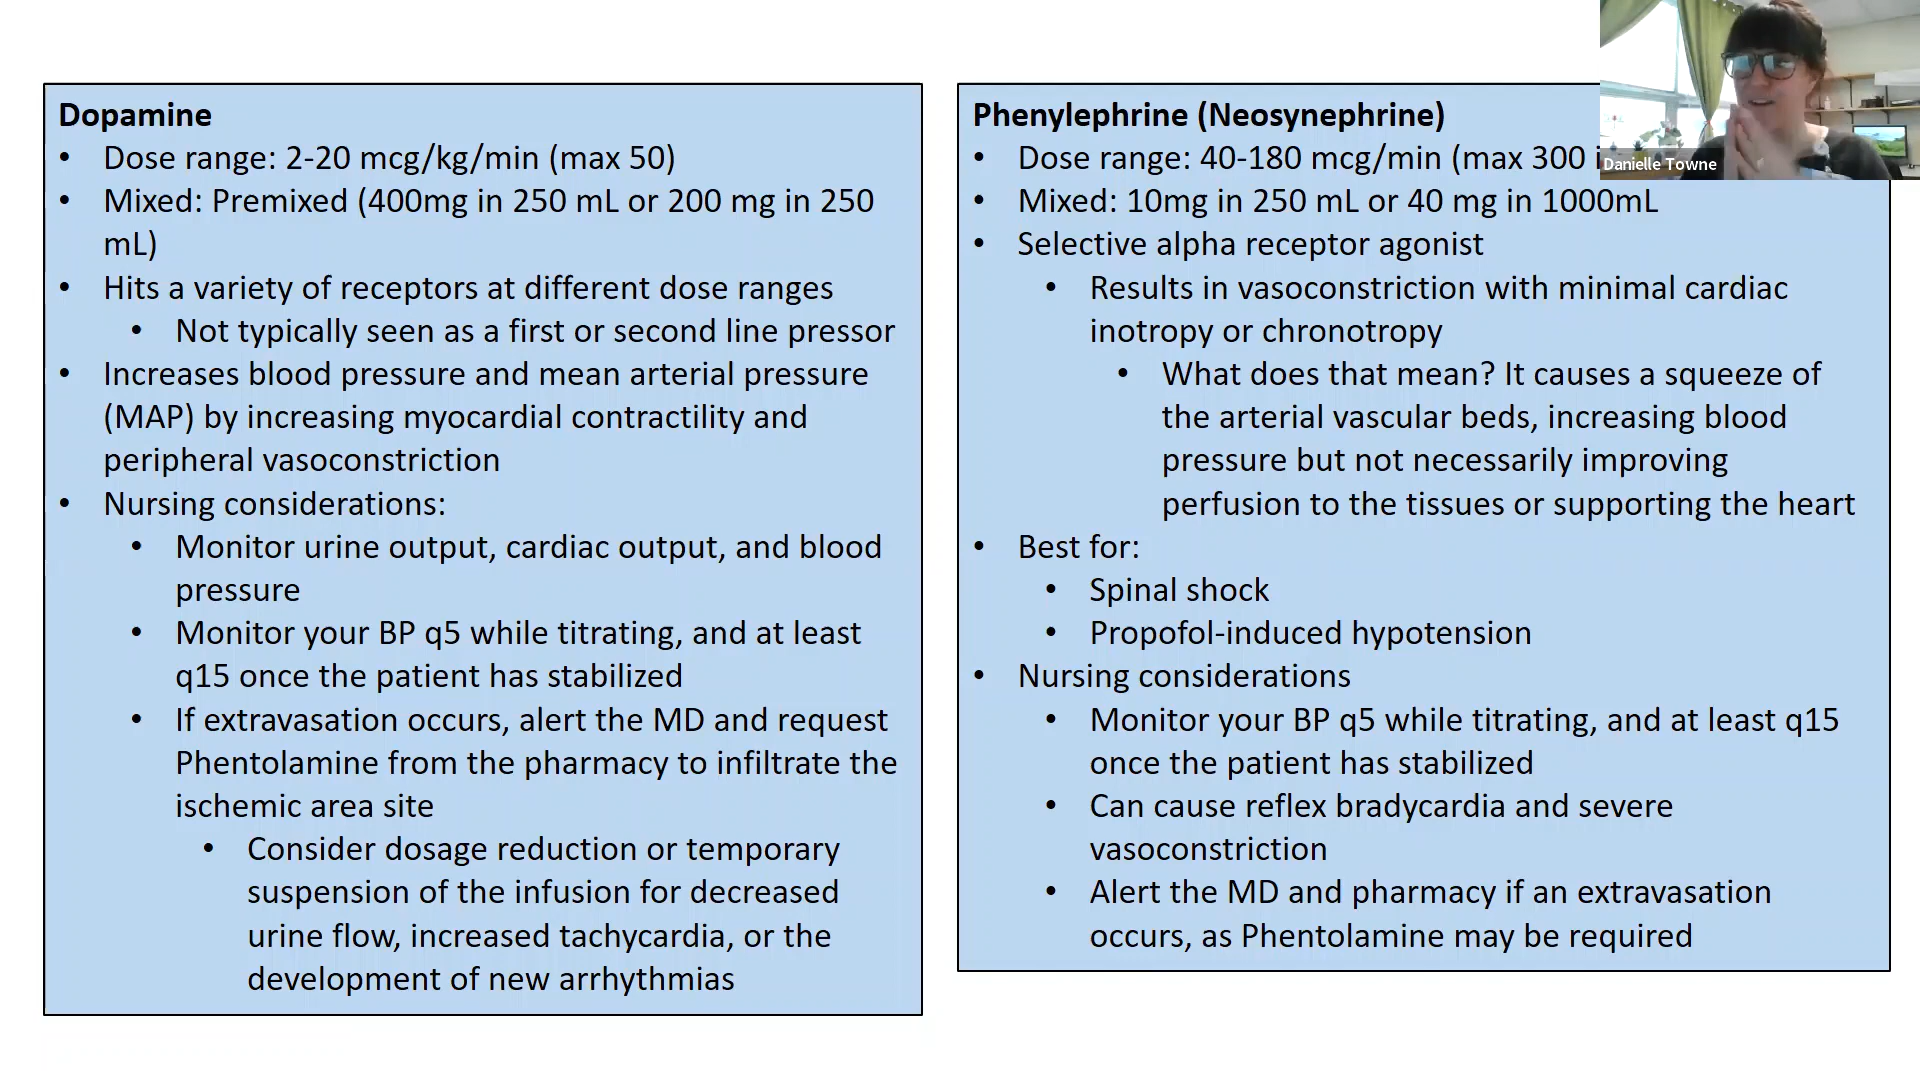 Dopamine
• Dose range: 2-20 mcg/kg/min (max 50)
• Mixed: Premixed (400mg in 250 mL or 200 mg in 250
mL)
• Hits a variety of receptors at different dose ranges
• Not typically seen as a first or second line pressor
• Increases blood pressure and mean arterial pressure
(MAP) by increasing myocardial contractility and
peripheral vasoconstriction
• Nursing considerations:
• Monitor urine output, cardiac output, and blood
pressure
• Monitor your BP q5 while titrating, and at least
q15 once the patient has stabilized
• If extravasation occurs, alert the MD and request
Phentolamine from the pharmacy to infiltrate the
ischemic area site
• Consider dosage reduction or temporary
suspension of the infusion for decreased
urine flow, increased tachycardia, or the
development of new arrhythmias
Phenylephrine (Neosynephrine)
• Dose range: 40-180 mcg/min (max 300
• Mixed: 10mg in 250 mL or 40 mg in 1000mL
• Selective alpha receptor agonist
• Results in vasoconstriction with minimal cardiac
inotropy or chronotropy
• What does that mean? It causes a squeeze of
the arterial vascular beds, increasing blood
pressure but not necessarily improving
perfusion to the tissues or supporting the heart
• Best for:
• Spinal shock
• Propofol-induced hypotension
• Nursing considerations
• Monitor your BP q5 while titrating, and at least q15
once the patient has stabilized
• Can cause reflex bradycardia and severe
vasoconstriction
• Alert the MD and pharmacy if an extravasation
occurs, as Phentolamine may be required
Danielle Towne